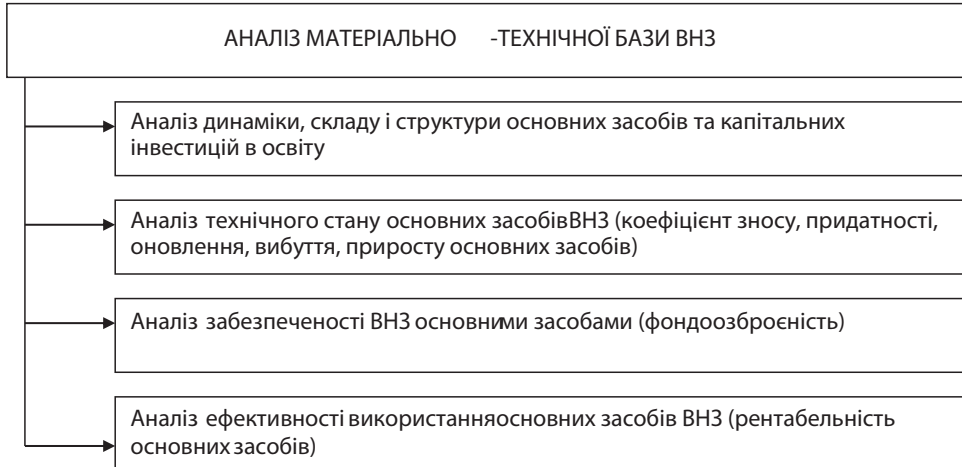 АНАЛІЗ МАТЕРІАЛЬНО -ТЕХНІЧНОЇ БАЗИ ВНЗ
Аналіз динаміки, складу і структури основних засобів та капітальних
інвестицій в освіту
Аналіз технічного стану основних засобівВНЗ (коефіцієнт зносу, придатності,
оновлення, вибуття, приросту основних засобів)
Аналіз забезпеченості ВНЗ основними засобами (фондоозброєність)
Аналіз ефективності використанняосновних засобів ВНЗ (рентабельність
основних засобів)